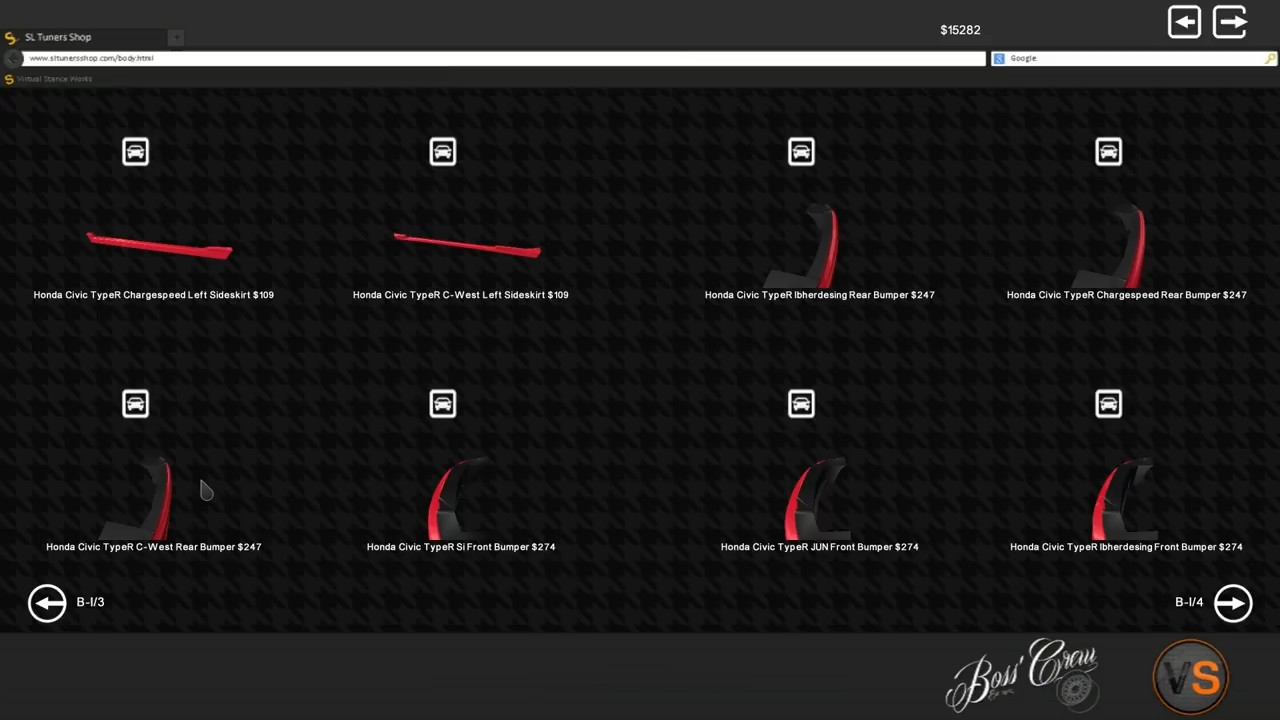 $15282
SL Tuners Shop
www.sltunersshop.com/body.html
Google
Virtual Stance Works
Honda Civic TypeR Chargespeed Left Sideskirt $109
Honda Civic TypeR C-West Left Sideskirt $109
Honda Civic TypeR Ibherdesing Rear Bumper $247
Honda Civic TypeR Chargespeed Rear Bumper $247
Honda Civic TypeR C-West Rear Bumper $247
Honda Civic TypeR Si Front Bumper $274
Honda Civic TypeR JUN Front Bumper $274
Honda Civic TypeR Ibherdesing Front Bumper $274
B-I/3
B-I/4
Boss' Crew
VS